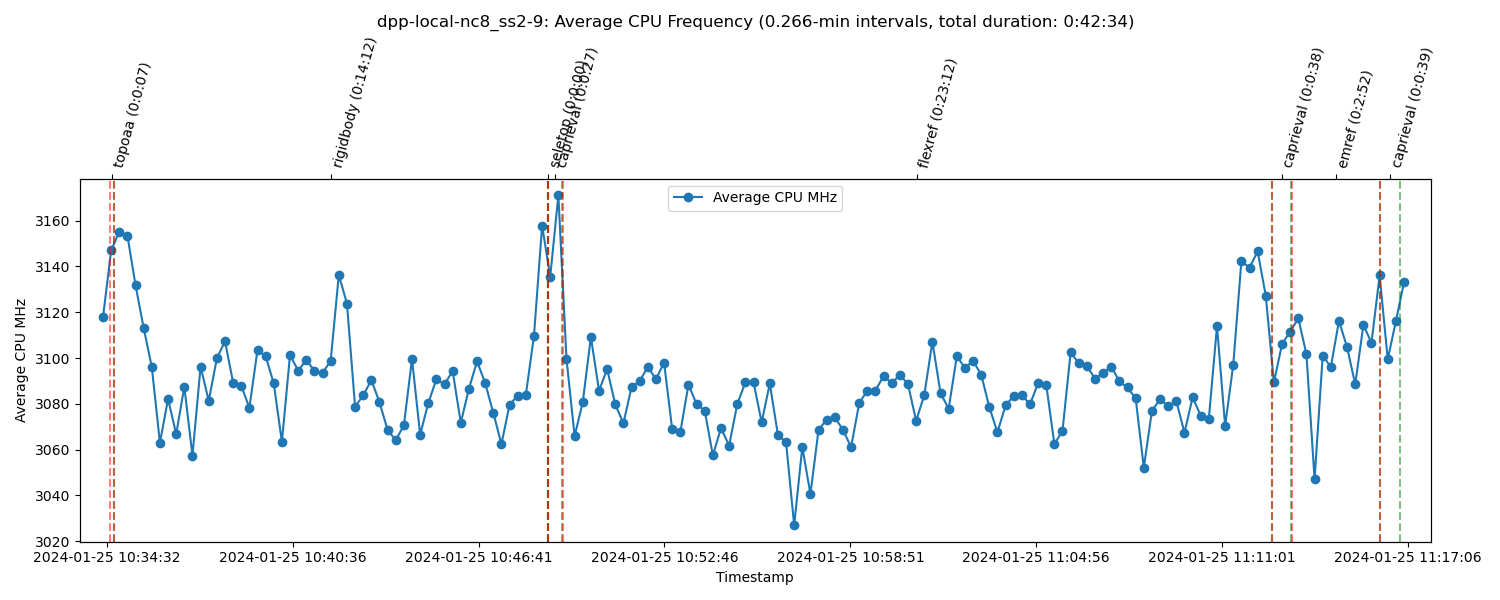 dpp-local-nc8_ss2-9: Average CPU Frequency (0.266-min intervals, total duration: 0:42:34)
topoaa (0:0:07)
rigidbody (0:14:12)
seletop (0:0:00)
caprieval (0:0:27)
flexref (0:23:12)
caprieval (0:0:38)
emref (0:2:52)
caprieval (0:0:39)
Average CPU MHz
Average CPU MHz
3160
3140
3120
3100
3080
3060
3040
3020
2024-01-25 10:34:32
2024-01-25 10:40:36
2024-01-25 10:46:41
2024-01-25 10:52:46
2024-01-25 10:58:51
2024-01-25 11:04:56
2024-01-25 11:11:01
2024-01-25 11:17:06
Timestamp